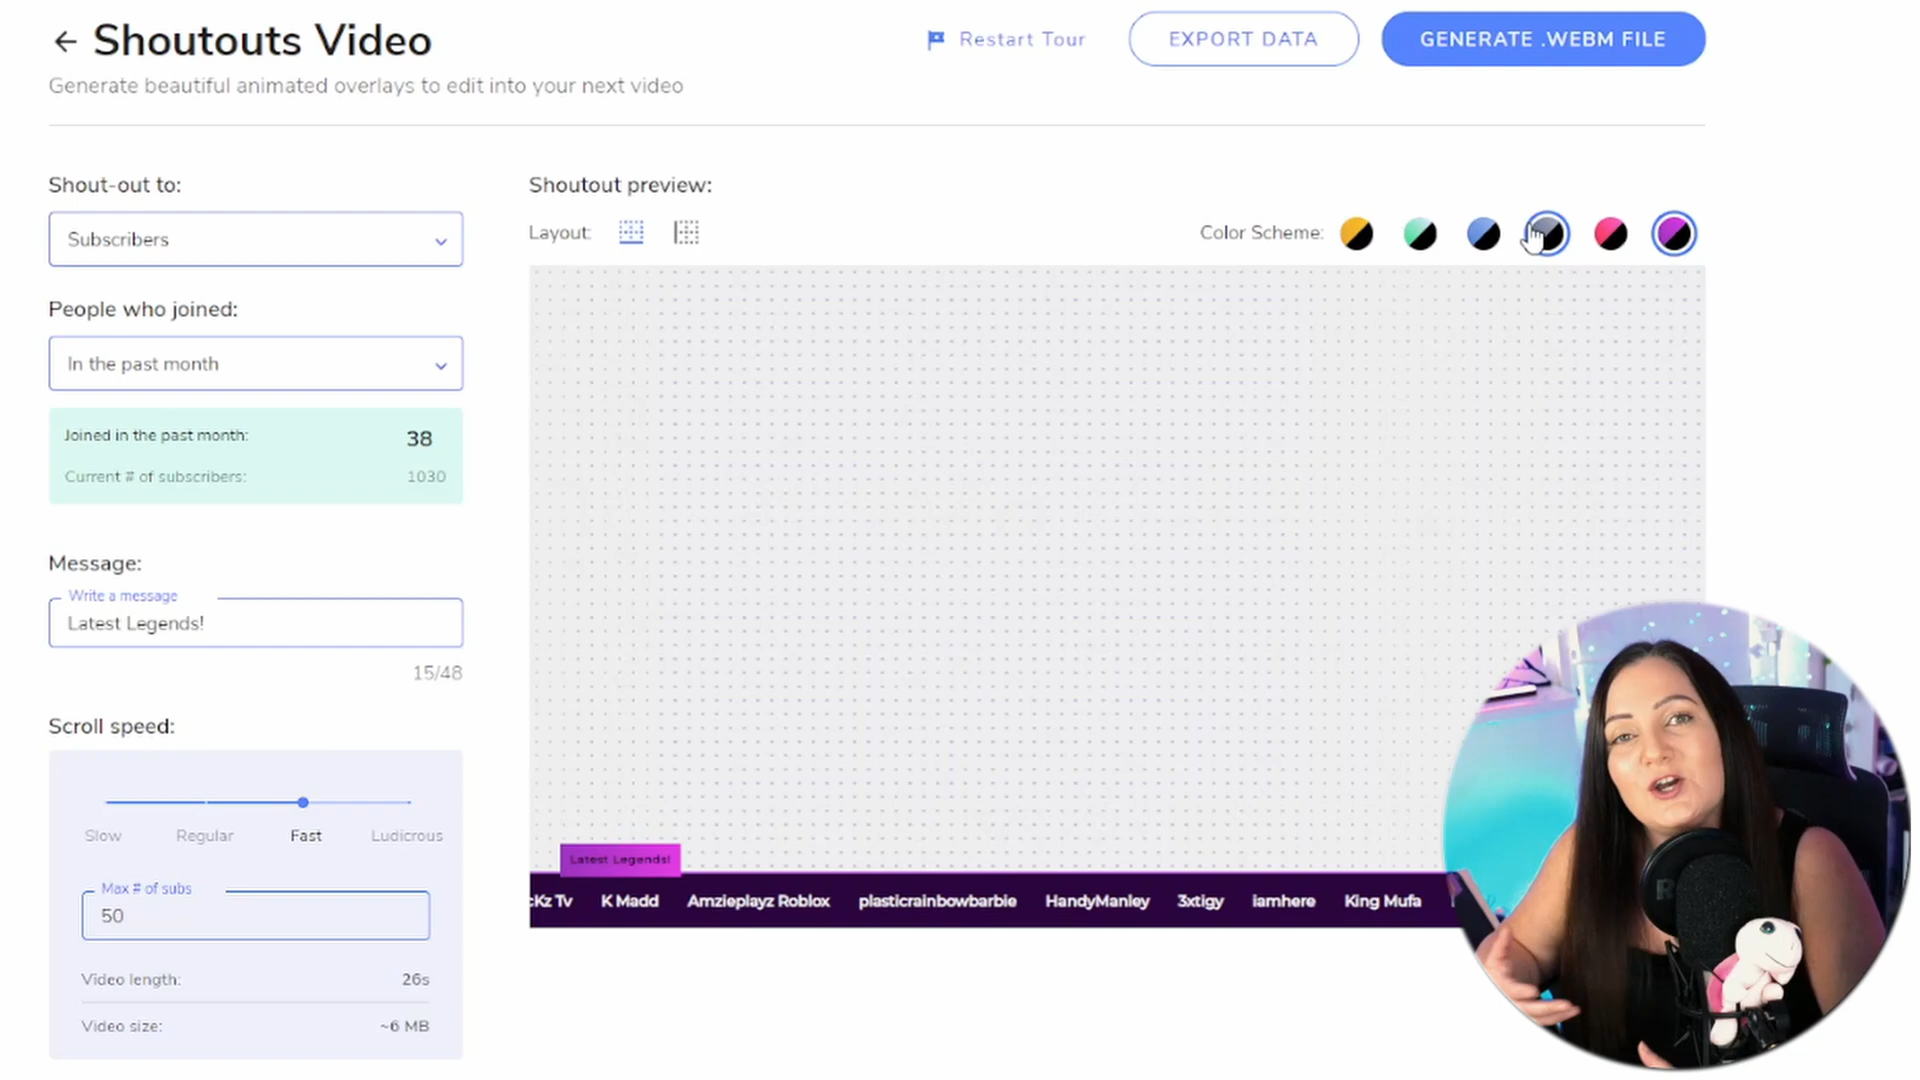 ← Shoutouts Video
Restart Tour
EXPORT DATA
GENERATE .WEBM FILE
Generate beautiful animated overlays to edit into your next video
Shout-out to:
Subscribers
People who joined:
In the past month
Joined in the past month: 38
Current # of subscribers: 1030
Message:
Write a message
Latest Legends!
15/48
Scroll speed:
Slow Regular Fast Ludicrous
Max # of subs
50
Video length: 26s
Video size: ~6 MB
Shoutout preview:
Layout:
Color Scheme:
Latest Legends!
Tv K Madd Amzieplayz Roblox plasticrainbowbarbie HandyManley 3xtigy iamhere King Mufa